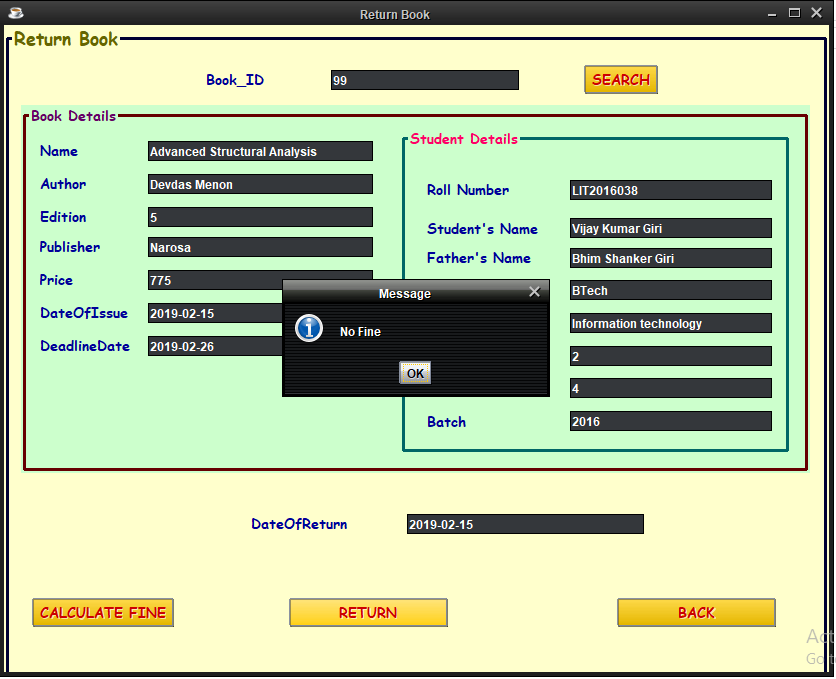 Return Book
Return Book
Book_ID 99 SEARCH
Book Details
Name Advanced Structural Analysis
Author Devdas Menon
Edition 5
Publisher Narosa
Price 775
DateOfIssue 2019-02-15
DeadlineDate 2019-02-26
Student Details
Roll Number LIT2016038
Student's Name Vijay Kumar Giri
Father's Name Bhim Shanker Giri
BTech
Information technology
2
4
Batch 2016
Message
No Fine
OK
DateOfReturn 2019-02-15
CALCULATE FINE RETURN BACK